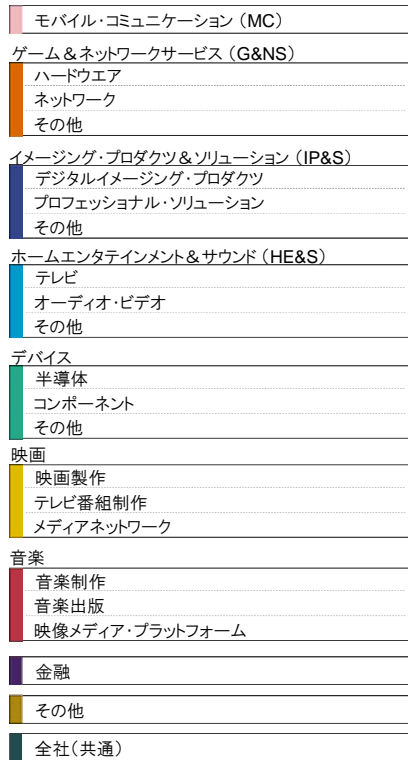 モバイル・コミュニケーション（MC）
ゲーム＆ネットワークサービス（G&NS）
ハードウエア
ネットワーク
その他
イメージング・プロダクツ＆ソリューション（IP&S）
デジタルイメージング・プロダクツ
プロフェッショナル・ソリューション
その他
ホームエンタテインメント＆サウンド（HE&S）
テレビ
オーディオ・ビデオ
その他
デバイス
半導体
コンポーネント
その他
映画
映画製作
テレビ番組制作
メディアネットワーク
音楽
音楽制作
音楽出版
映像メディア・プラットフォーム
金融
その他
全社（共通）